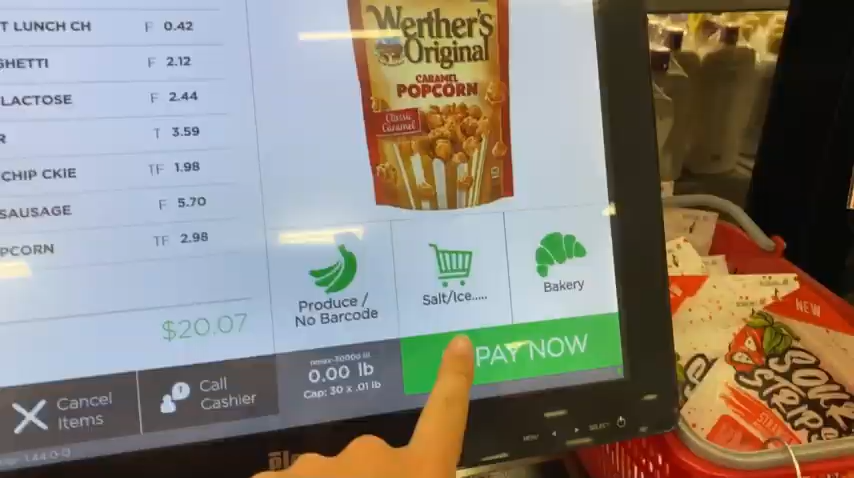 T LUNCH CH F 0.42
GHETTI F 2.12
LACTOSE F 2.44
R T 3.59
CHIP CKIE TF 1.98
SAUSAGE F 5.70
PCORN TF 2.98
$20.07
Werther's
Original
CARAMEL
POPCORN
Classic
Caramel
Produce /
No Barcode
Salt/Ice.....
Bakery
Cancel
Items
Call
Cashier
0.00 lb
Cap: 30 x .01 lb
PAY NOW
MENU
SELECT
NEW
SOUR
STRIPS